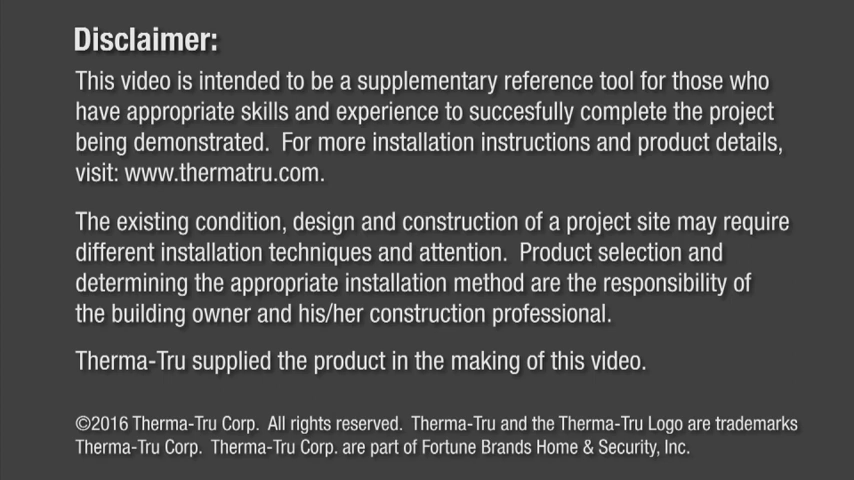 Disclaimer:
This video is intended to be a supplementary reference tool for those who
have appropriate skills and experience to succesfully complete the project
being demonstrated.  For more installation instructions and product details,
visit: www.thermatru.com.
The existing condition, design and construction of a project site may require
different installation techniques and attention.  Product selection and
determining the appropriate installation method are the responsibility of
the building owner and his/her construction professional.
Therma-Tru supplied the product in the making of this video.
©2016 Therma-Tru Corp.  All rights reserved.  Therma-Tru and the Therma-Tru Logo are trademarks
Therma-Tru Corp.  Therma-Tru Corp. are part of Fortune Brands Home & Security, Inc.